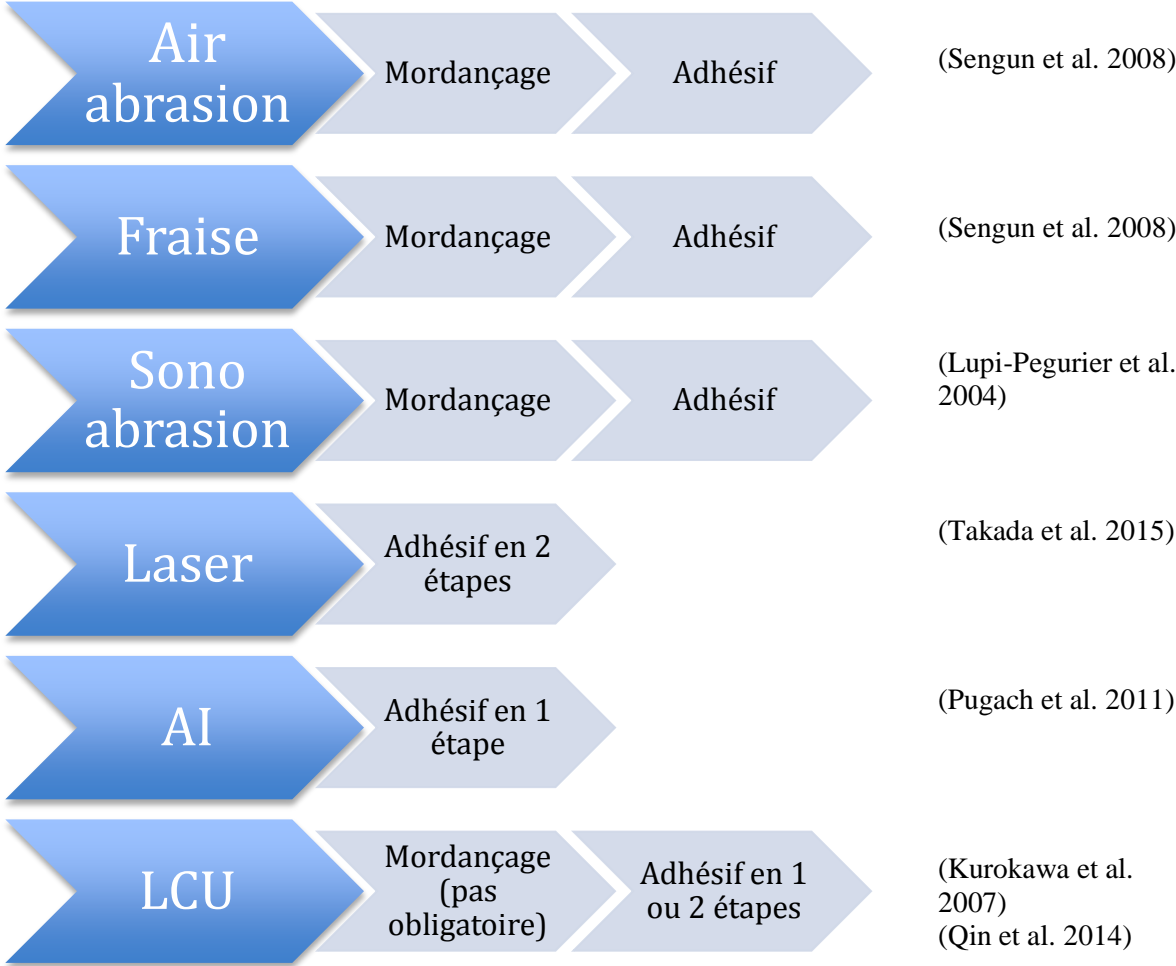 Air
abrasion
Mordançage
Adhésif
(Sengun et al. 2008)
Fraise
Mordançage
Adhésif
(Sengun et al. 2008)
Sono
abrasion
Mordançage
Adhésif
(Lupi-Pegurier et al.
2004)
Laser
Adhésif en 2
étapes
(Takada et al. 2015)
AI
Adhésif en 1
étape
(Pugach et al. 2011)
LCU
Mordançage
(pas
obligatoire)
Adhésif en 1
ou 2 étapes
(Kurokawa et al.
2007)
(Qin et al. 2014)